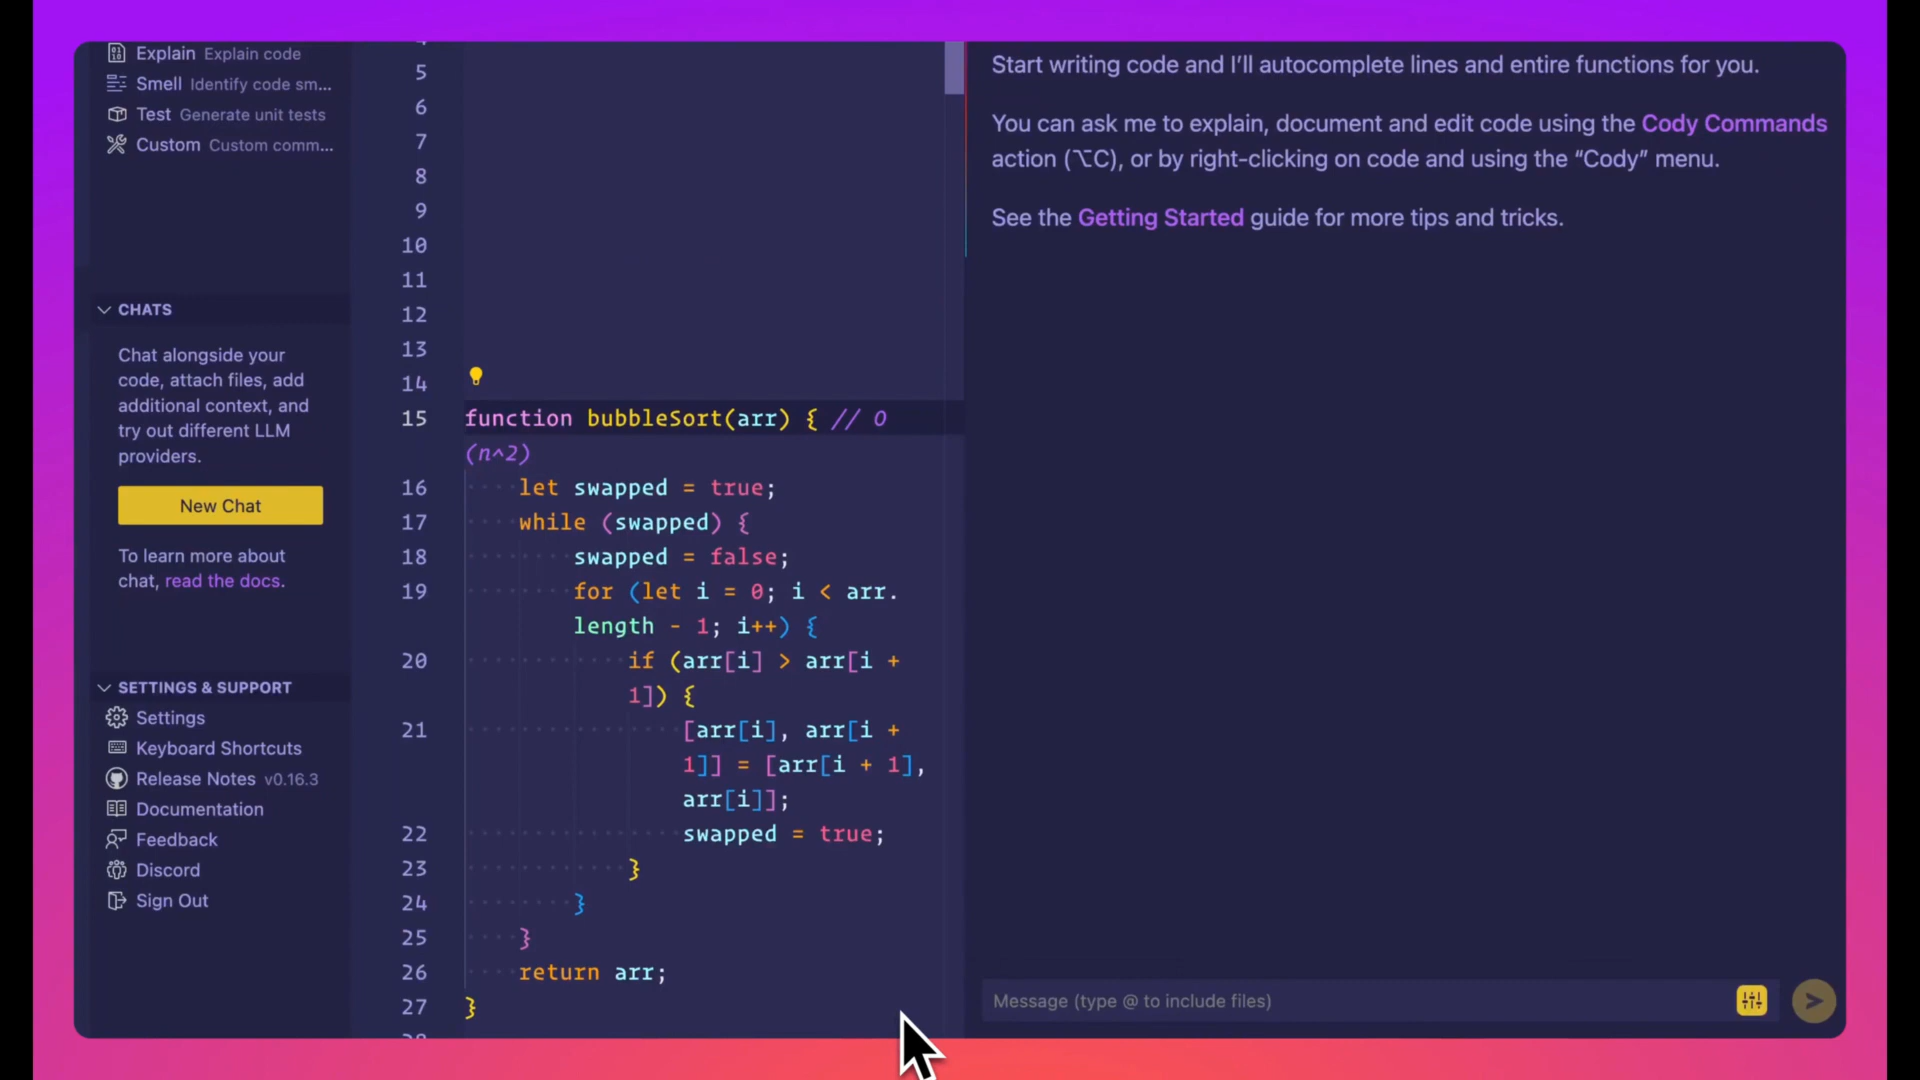 Explain Explain code
Smell Identify code sm...
Test Generate unit tests
Custom Custom comm...
CHATS
Chat alongside your
code, attach files, add
additional context, and
try out different LLM
providers.
New Chat
To learn more about
chat, read the docs.
SETTINGS & SUPPORT
Settings
Keyboard Shortcuts
Release Notes v0.16.3
Documentation
Feedback
Discord
Sign Out
5
6
7
8
9
10
11
12
13
14
15 function bubbleSort(arr) { // O
(n^2)
16 let swapped = true;
17 while (swapped) {
18 swapped = false;
19 for (let i = 0; i < arr.
length - 1; i++) {
20 if (arr[i] > arr[i +
1]) {
21 [arr[i], arr[i +
1]] = [arr[i + 1],
arr[i]];
22 swapped = true;
23 }
24 }
25 }
26 return arr;
27 }
Start writing code and I’ll autocomplete lines and entire functions for you.
You can ask me to explain, document and edit code using the Cody Commands
action (⌥C), or by right-clicking on code and using the “Cody” menu.
See the Getting Started guide for more tips and tricks.
Message (type @ to include files)